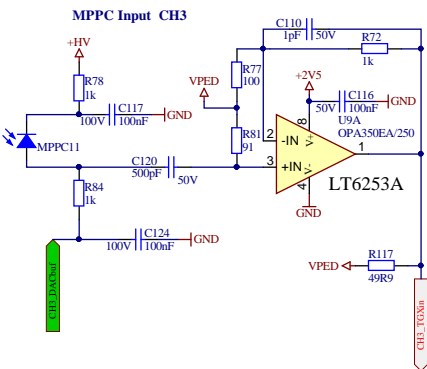 MPPC Input  CH3
C110
1pF 50V
R72
1k
+HV
R78
1k
VPED
R77
100
+2V5
C117
100V 100nF
GND
C116
50V 100nF
GND
U9A
OPA350EA/250
MPPC11
R81
91
C120
500pF
50V
8
V+
2
-IN
3
+IN
1
V-
4
LT6253A
GND
R84
1k
C124
100V 100nF
GND
VPED
R117
49R9
CH3_DACbuf
CH3_TGXin